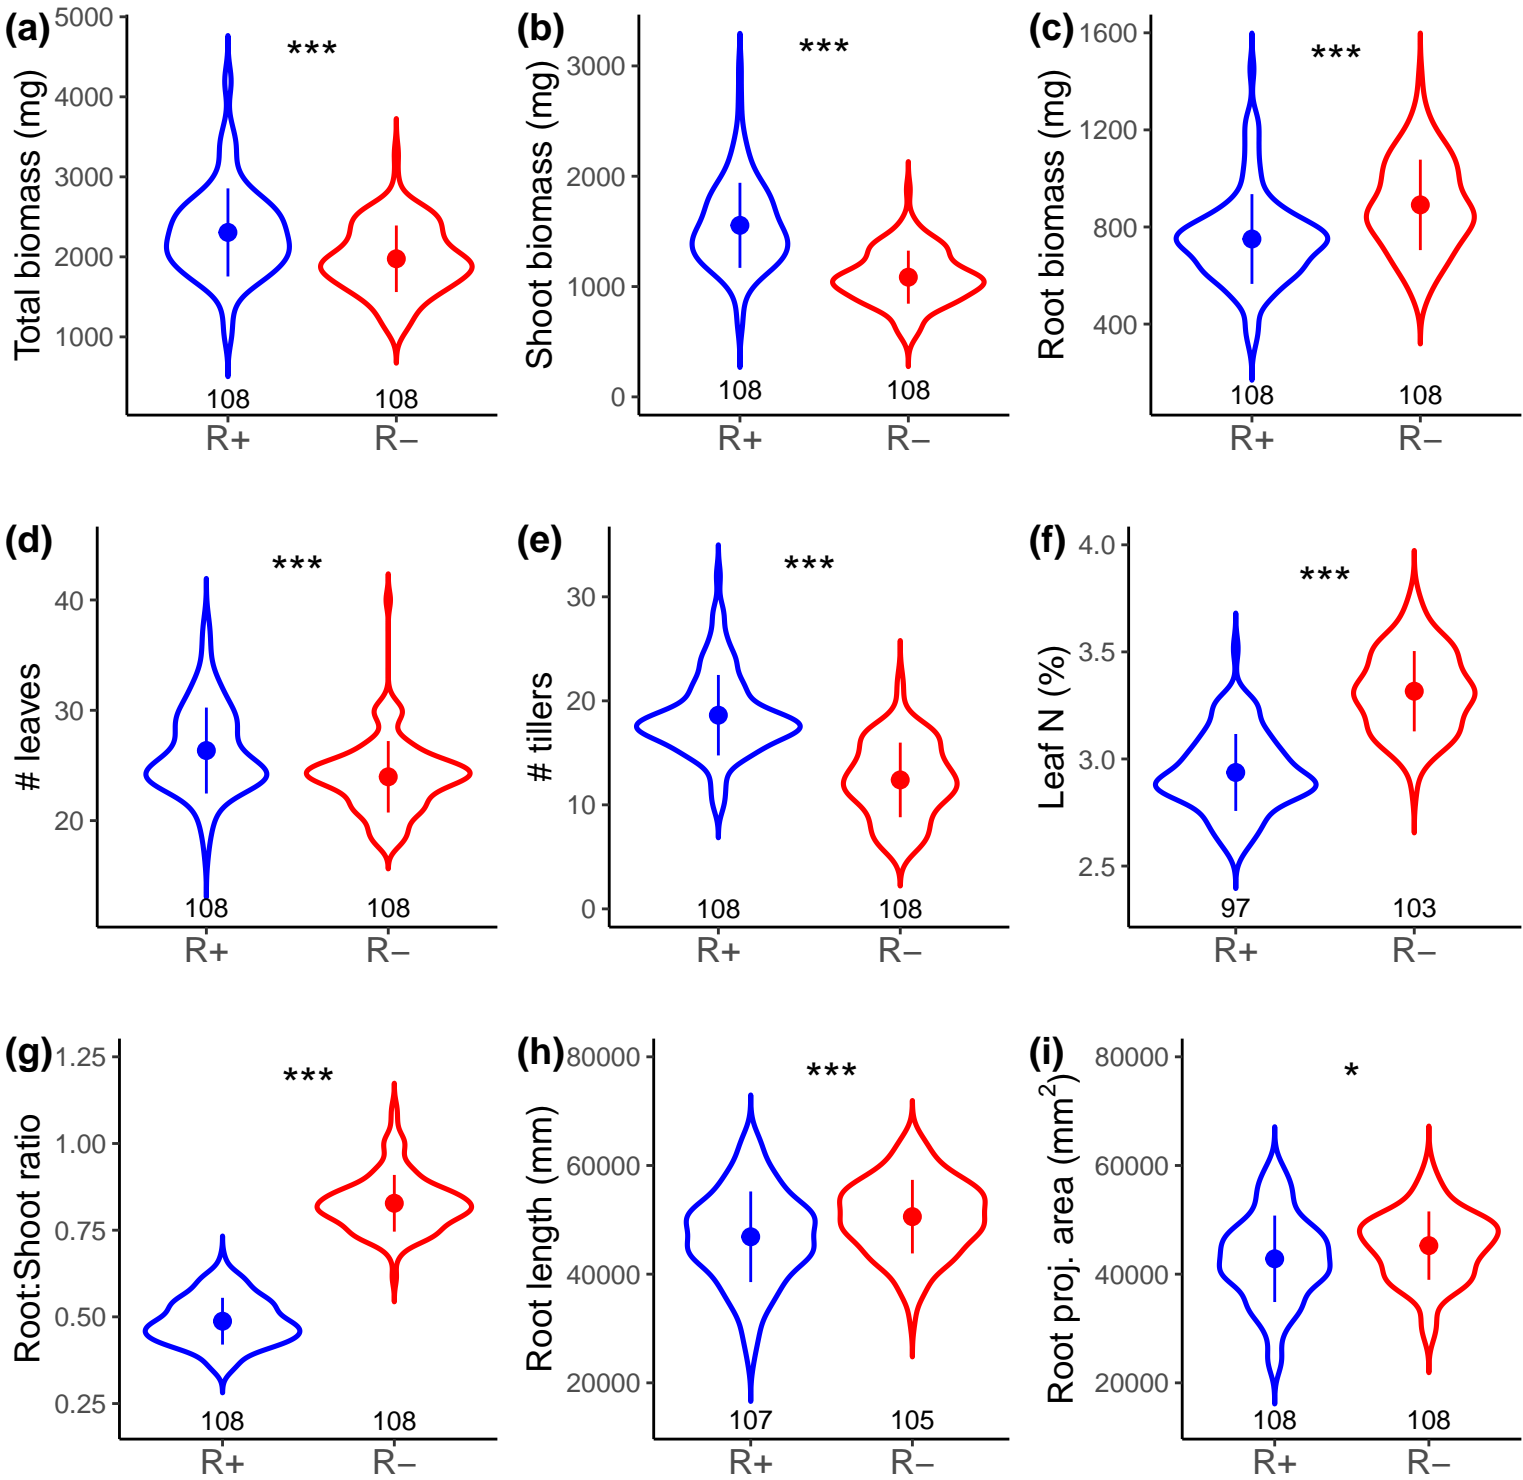 (a)
Total biomass (mg)
5000
4000
3000
2000
1000
***
108 108
R+ R−
(b)
Shoot biomass (mg)
3000
2000
1000
0
***
108 108
R+ R−
(c)
Root biomass (mg)
1600
1200
800
400
***
108 108
R+ R−
(d)
# leaves
40
30
20
***
108 108
R+ R−
(e)
# tillers
30
20
10
0
***
108 108
R+ R−
(f)
Leaf N (%)
4.0
3.5
3.0
2.5
***
97 103
R+ R−
(g)
Root:Shoot ratio
1.25
1.00
0.75
0.50
0.25
***
108 108
R+ R−
(h)
Root length (mm)
80000
60000
40000
20000
***
107 105
R+ R−
(i)
Root proj. area (mm²)
80000
60000
40000
20000
*
108 108
R+ R−